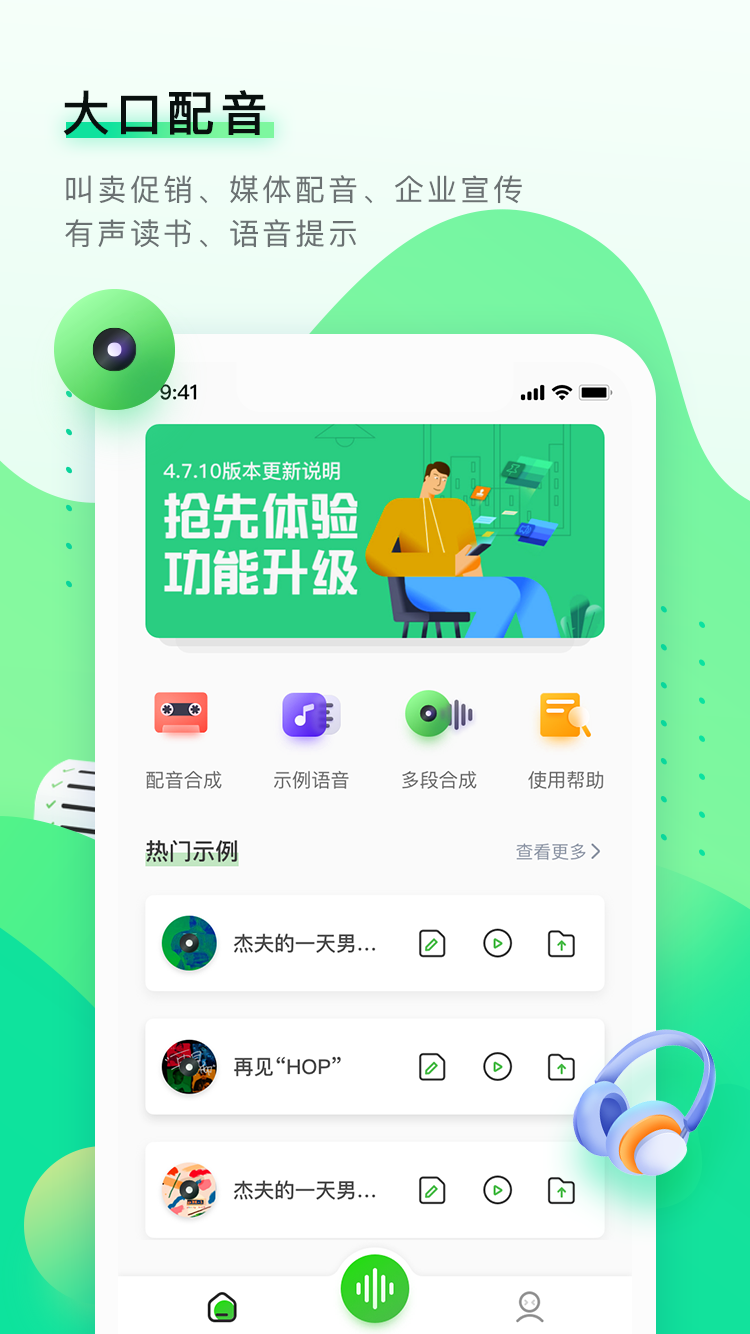 大口配音
叫卖促销、媒体配音、企业宣传
有声读书、语音提示
9:41
4.7.10版本更新说明
抢先体验
功能升级
配音合成
示例语音
多段合成
使用帮助
热门示例
查看更多
杰夫的一天男...
再见“HOP”
杰夫的一天男...